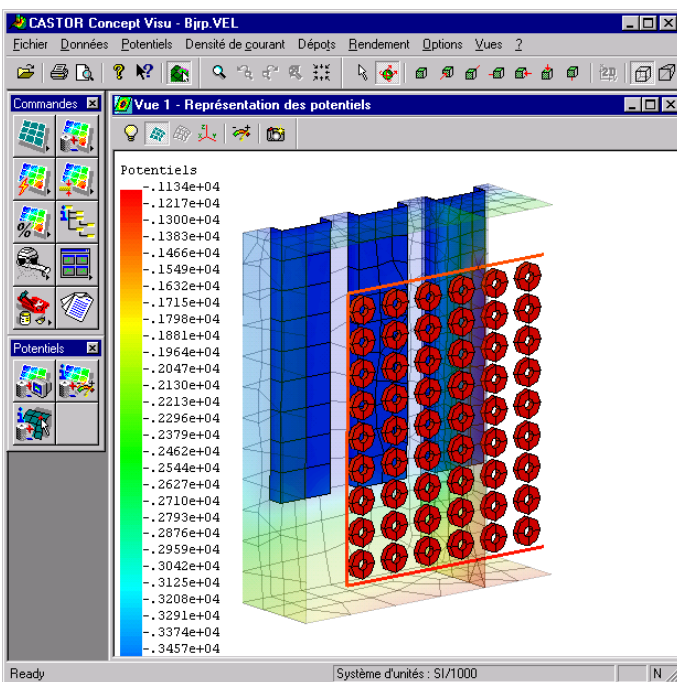 CASTOR Concept Visu - Bjrp.VEL
Fichier Données Potentiels Densité de courant Dépots Rendement Options Vues ?
Commandes
Vue 1 - Représentation des potentiels
Potentiels
-.1134e+04
-.1217e+04
-.1300e+04
-.1383e+04
-.1466e+04
-.1549e+04
-.1632e+04
-.1715e+04
-.1798e+04
-.1881e+04
-.1964e+04
-.2047e+04
-.2130e+04
-.2213e+04
-.2296e+04
-.2379e+04
-.2462e+04
-.2544e+04
-.2627e+04
-.2710e+04
-.2793e+04
-.2876e+04
-.2959e+04
-.3042e+04
-.3125e+04
-.3208e+04
-.3291e+04
-.3374e+04
-.3457e+04
Potentiels
Ready
Système d'unités : SI/1000
N